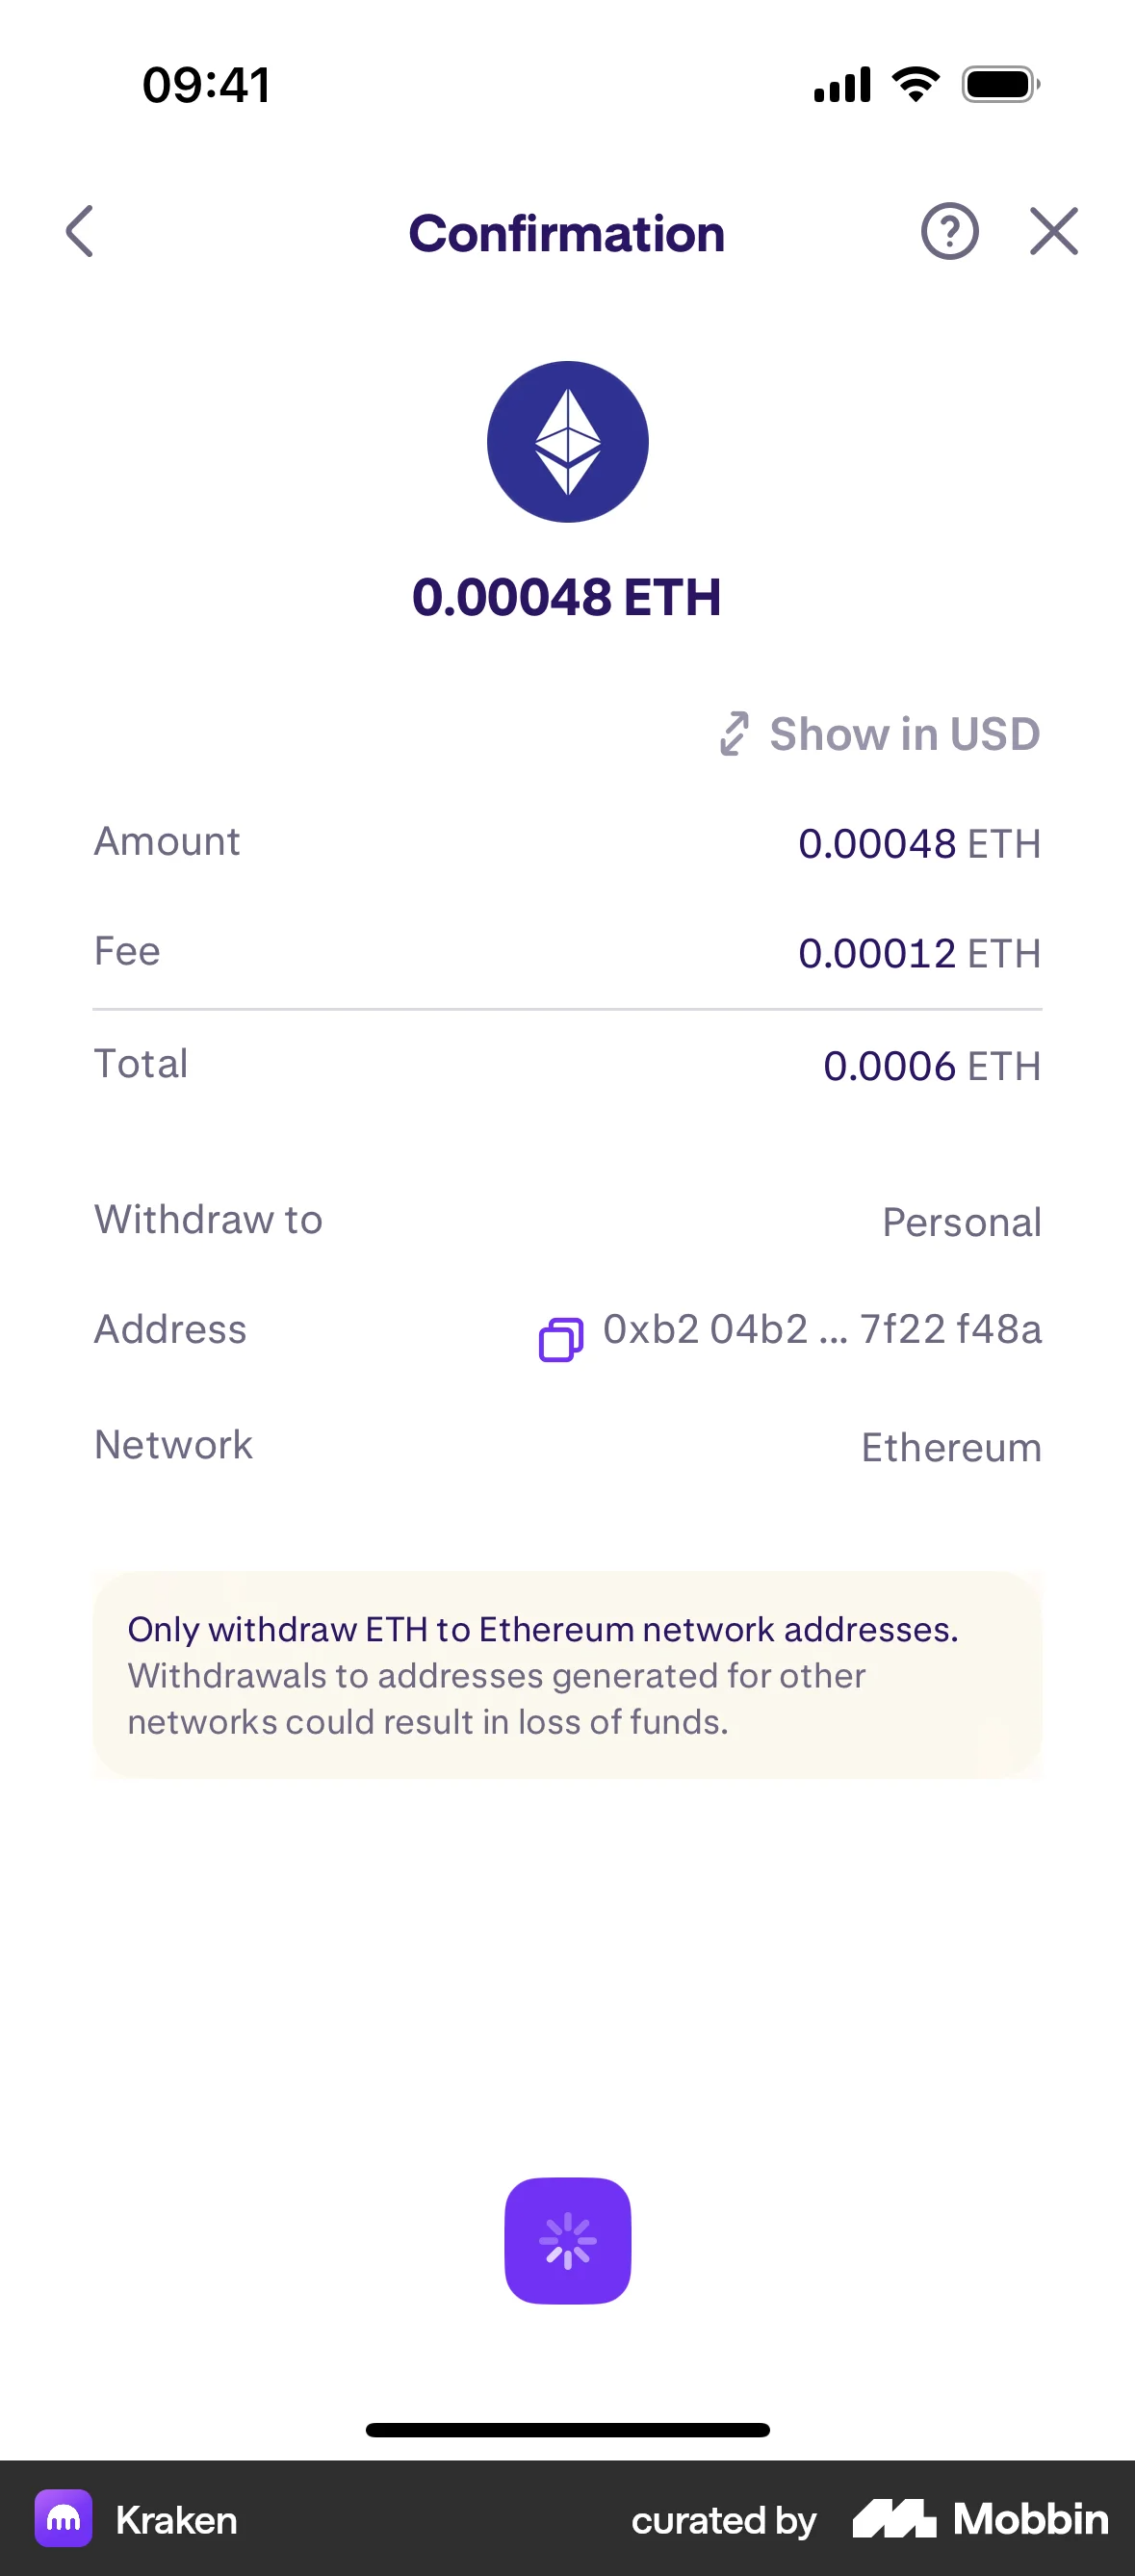 09:41
Confirmation
0.00048 ETH
Show in USD
Amount 0.00048 ETH
Fee 0.00012 ETH
Total 0.0006 ETH
Withdraw to Personal
Address 0xb2 04b2 ... 7f22 f48a
Network Ethereum
Only withdraw ETH to Ethereum network addresses.
Withdrawals to addresses generated for other
networks could result in loss of funds.
Kraken curated by Mobbin